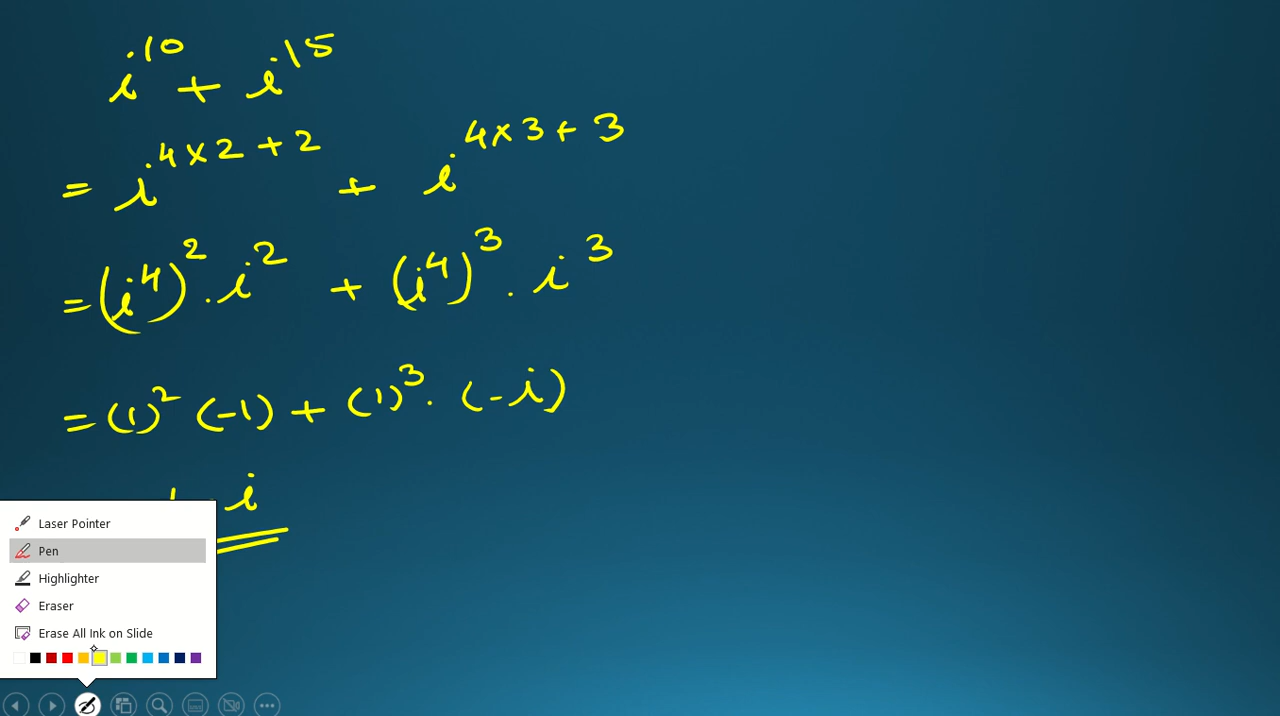 i^10 + i^15
= i^4×2+2 + i^4×3+3
= (i^4)^2 . i^2 + (i^4)^3 . i^3
= (1)^2 (-1) + (1)^3 . (-i)
i
Laser Pointer
Pen
Highlighter
Eraser
Erase All Ink on Slide